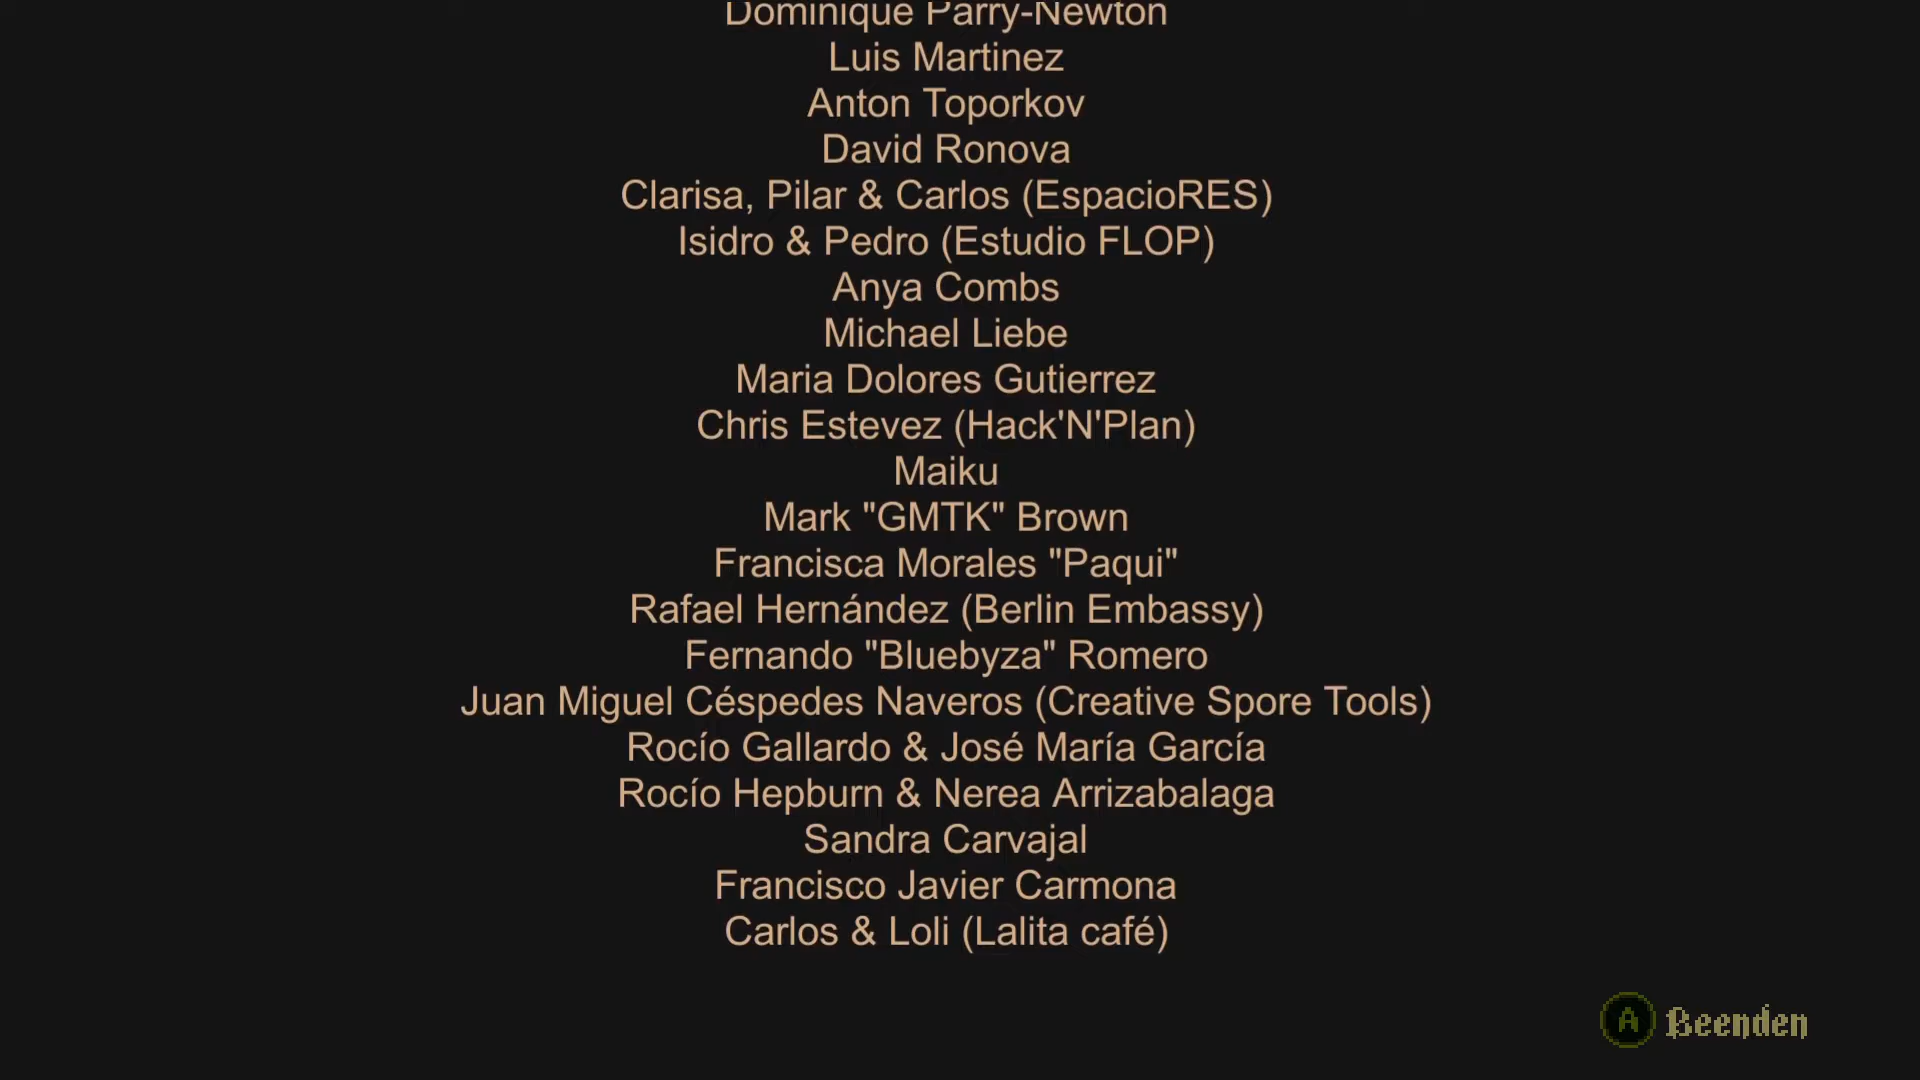 Dominique Parry-Newton
Luis Martinez
Anton Toporkov
David Ronova
Clarisa, Pilar & Carlos (EspacioRES)
Isidro & Pedro (Estudio FLOP)
Anya Combs
Michael Liebe
Maria Dolores Gutierrez
Chris Estevez (Hack'N'Plan)
Maiku
Mark "GMTK" Brown
Francisca Morales "Paqui"
Rafael Hernández (Berlin Embassy)
Fernando "Bluebyza" Romero
Juan Miguel Céspedes Naveros (Creative Spore Tools)
Rocío Gallardo & José María García
Rocío Hepburn & Nerea Arrizabalaga
Sandra Carvajal
Francisco Javier Carmona
Carlos & Loli (Lalita café)
A Beenden